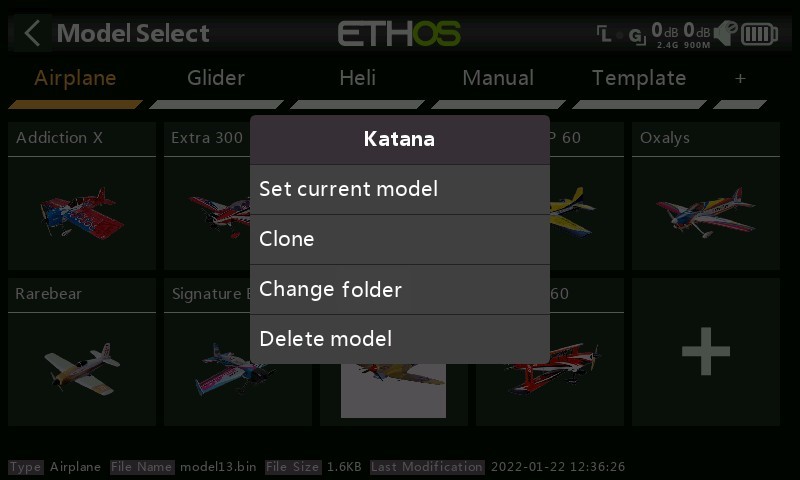 Model Select
ETHOS
L G 0dB 0dB
2.4G 900M
Airplane Glider Heli Manual Template +
Addiction X
Extra 300
P 60
Oxalys
Katana
Set current model
Clone
Change folder
Delete model
Rarebear
Signature
60
Type Airplane File Name model13.bin File Size 1.6KB Last Modification 2022-01-22 12:36:26